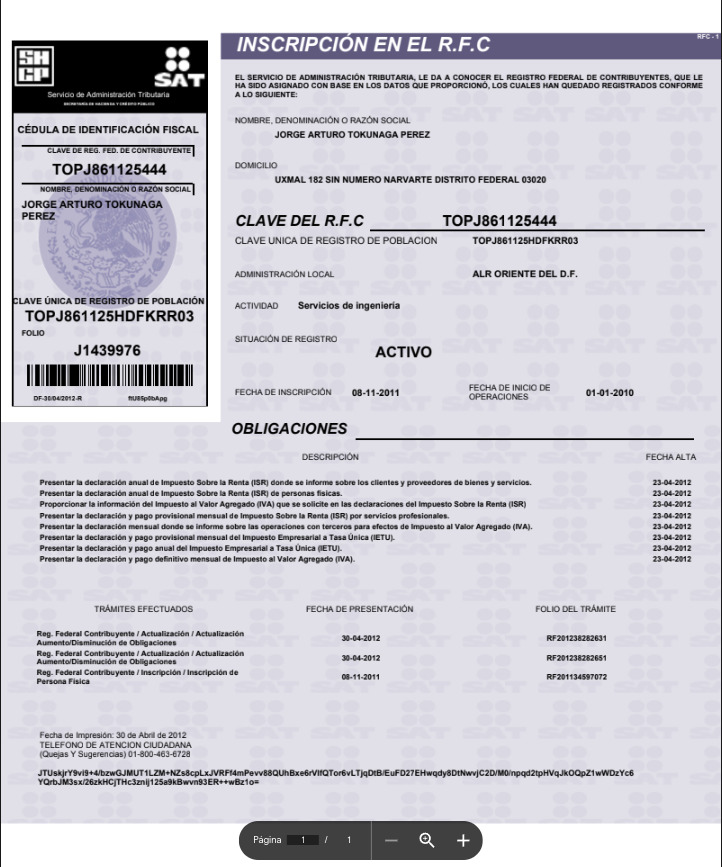 RFC - 1
INSCRIPCIÓN EN EL R.F.C
SH
CP
SAT
Servicio de Administración Tributaria
SECRETARÍA DE HACIENDA Y CRÉDITO PÚBLICO
CÉDULA DE IDENTIFICACIÓN FISCAL
CLAVE DE REG. FED. DE CONTRIBUYENTE
TOPJ861125444
NOMBRE, DENOMINACIÓN O RAZÓN SOCIAL
JORGE ARTURO TOKUNAGA
PEREZ
CLAVE ÚNICA DE REGISTRO DE POBLACIÓN
TOPJ861125HDFKRR03
FOLIO
J1439976
DF-30/04/2012-R
EL SERVICIO DE ADMINISTRACIÓN TRIBUTARIA, LE DA A CONOCER EL REGISTRO FEDERAL DE CONTRIBUYENTES, QUE LE
HA SIDO ASIGNADO CON BASE EN LOS DATOS QUE PROPORCIONÓ, LOS CUALES HAN QUEDADO REGISTRADOS CONFORME
A LO SIGUIENTE:
NOMBRE, DENOMINACIÓN O RAZÓN SOCIAL
JORGE ARTURO TOKUNAGA PEREZ
DOMICILIO
UXMAL 182 SIN NUMERO NARVARTE DISTRITO FEDERAL 03020
CLAVE DEL R.F.C TOPJ861125444
CLAVE UNICA DE REGISTRO DE POBLACION TOPJ861125HDFKRR03
ADMINISTRACIÓN LOCAL ALR ORIENTE DEL D.F.
ACTIVIDAD Servicios de ingeniería
SITUACIÓN DE REGISTRO
ACTIVO
FECHA DE INSCRIPCIÓN 08-11-2011 FECHA DE INICIO DE
OPERACIONES 01-01-2010
OBLIGACIONES
DESCRIPCIÓN FECHA ALTA
Presentar la declaración anual de Impuesto Sobre la Renta (ISR) donde se informe sobre los clientes y proveedores de bienes y servicios. 23-04-2012
Presentar la declaración anual de Impuesto Sobre la Renta (ISR) de personas físicas. 23-04-2012
Proporcionar la información del Impuesto al Valor Agregado (IVA) que se solicite en las declaraciones del Impuesto Sobre la Renta (ISR) 23-04-2012
Presentar la declaración y pago provisional mensual de Impuesto Sobre la Renta (ISR) por servicios profesionales. 23-04-2012
Presentar la declaración mensual donde se informe sobre las operaciones con terceros para efectos de Impuesto al Valor Agregado (IVA). 23-04-2012
Presentar la declaración y pago provisional mensual del Impuesto Empresarial a Tasa Única (IETU). 23-04-2012
Presentar la declaración y pago anual del Impuesto Empresarial a Tasa Única (IETU). 23-04-2012
Presentar la declaración y pago definitivo mensual de Impuesto al Valor Agregado (IVA). 23-04-2012
TRÁMITES EFECTUADOS FECHA DE PRESENTACIÓN FOLIO DEL TRÁMITE
Reg. Federal Contribuyente / Actualización / Actualización
Aumento/Disminución de Obligaciones 30-04-2012 RF201238282631
Reg. Federal Contribuyente / Actualización / Actualización
Aumento/Disminución de Obligaciones 30-04-2012 RF201238282651
Reg. Federal Contribuyente / Inscripción / Inscripción de
Persona Física 08-11-2011 RF201134597072
Fecha de Impresión: 30 de Abril de 2012
TELEFONO DE ATENCION CIUDADANA
(Quejas Y Sugerencias) 01-800-463-6728
Página 1 / 1